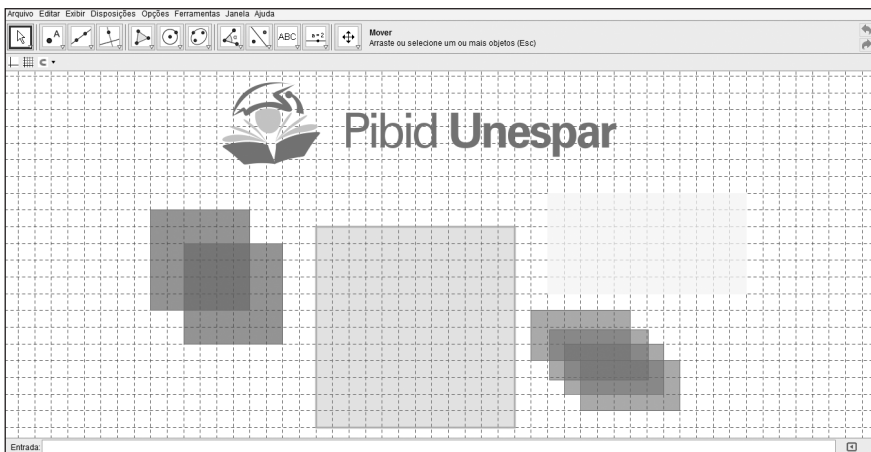 Arquivo Editar Exibir Disposições Opções Ferramentas Janela Ajuda
A
ABC
a=2
Mover
Arraste ou selecione um ou mais objetos (Esc)
Pibid Unespar
Entrada: